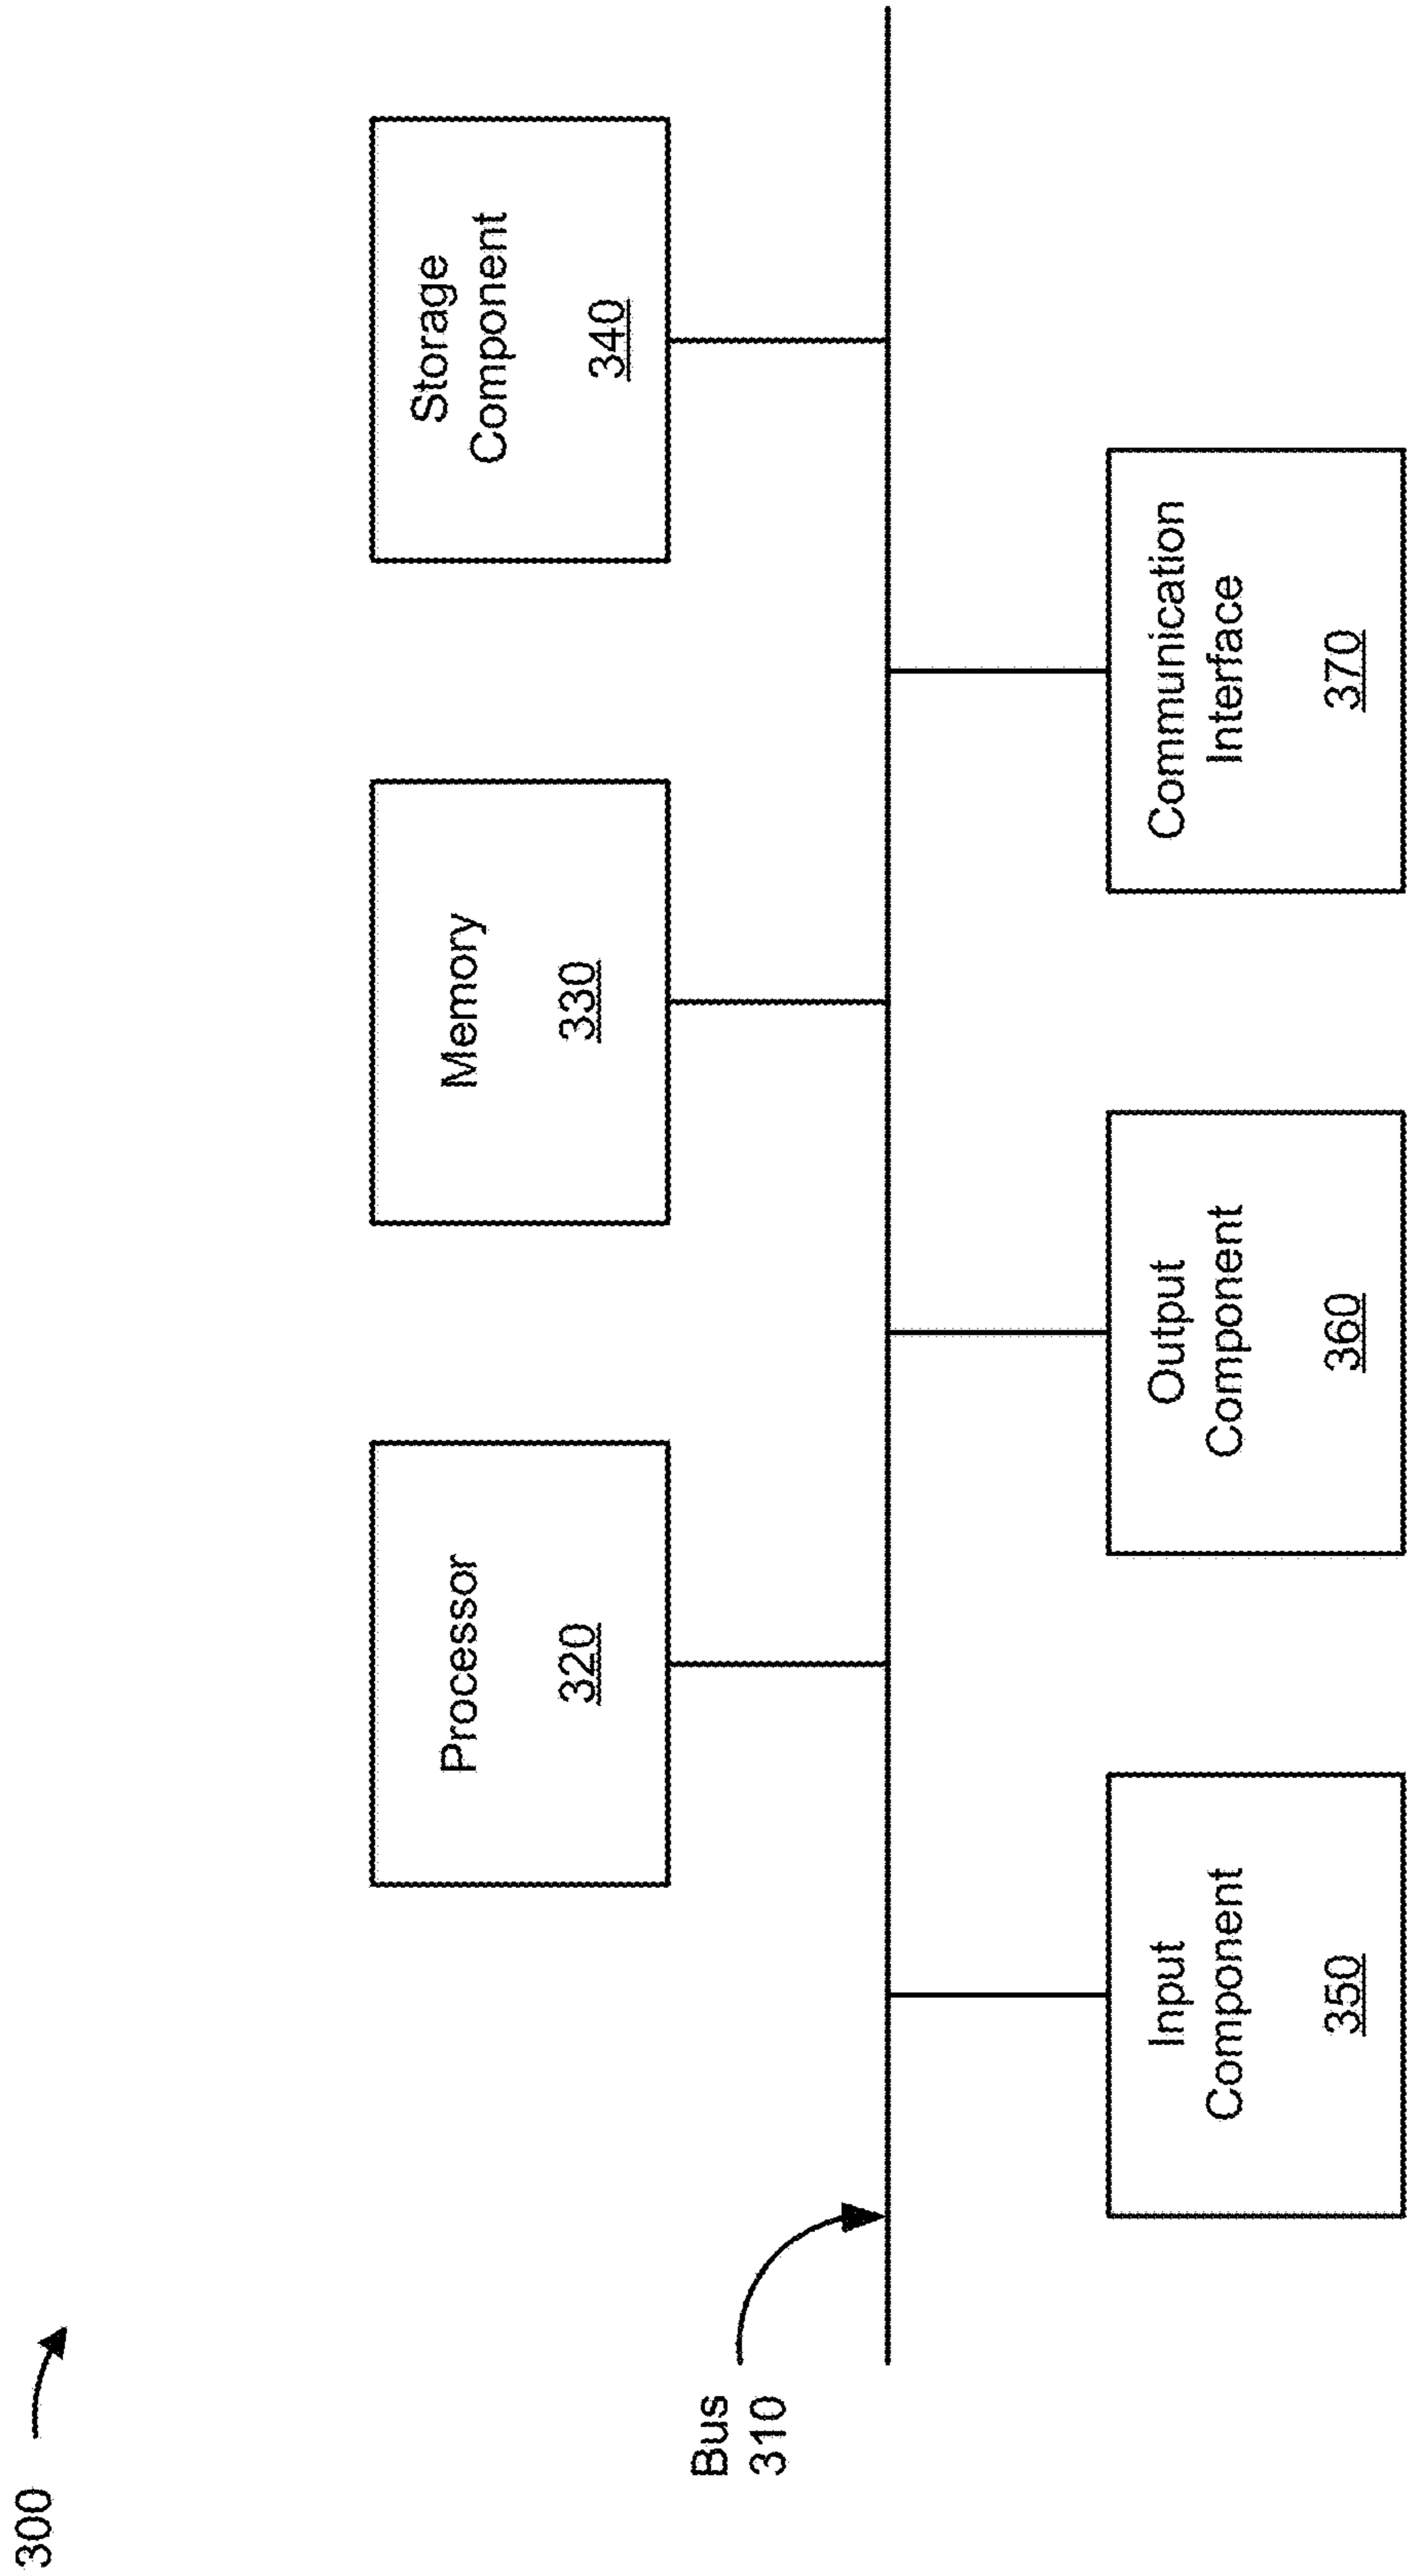 300
Processor
320
Memory
330
Storage
Component
340
Bus
310
Input
Component
350
Output
Component
360
Communication
Interface
370